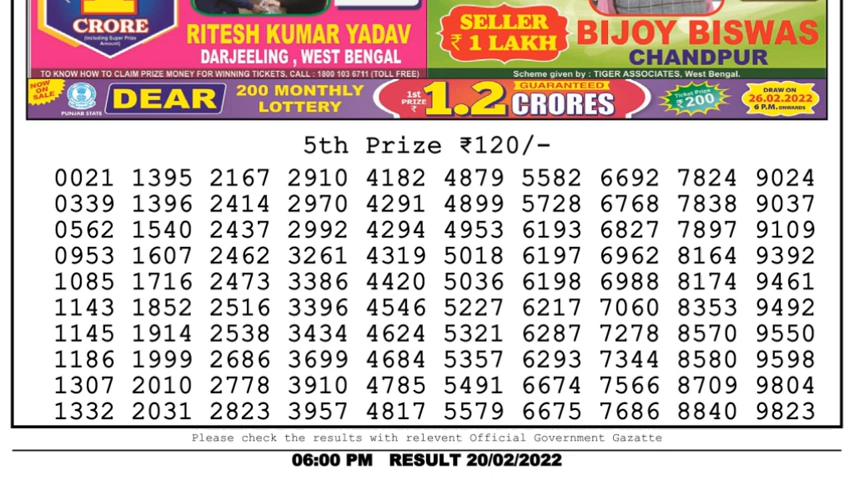 1
CRORE
(Including Super Prize
Amount)
RITESH KUMAR YADAV
DARJEELING , WEST BENGAL
SELLER
₹ 1 LAKH
BIJOY BISWAS
CHANDPUR
TO KNOW HOW TO CLAIM PRIZE MONEY FOR WINNING TICKETS, CALL : 1800 103 6711 (TOLL FREE)
Scheme given by : TIGER ASSOCIATES, West Bengal.
NOW ON SALE
PUNJAB STATE
DEAR
200 MONTHLY
LOTTERY
1st
PRIZE
₹
1.2
GUARANTEED
CRORES
Ticket Price
₹200
DRAW ON
26.02.2022
6 P.M. ONWARDS
5th Prize ₹120/-
0021 1395 2167 2910 4182 4879 5582 6692 7824 9024
0339 1396 2414 2970 4291 4899 5728 6768 7838 9037
0562 1540 2437 2992 4294 4953 6193 6827 7897 9109
0953 1607 2462 3261 4319 5018 6197 6962 8164 9392
1085 1716 2473 3386 4420 5036 6198 6988 8174 9461
1143 1852 2516 3396 4546 5227 6217 7060 8353 9492
1145 1914 2538 3434 4624 5321 6287 7278 8570 9550
1186 1999 2686 3699 4684 5357 6293 7344 8580 9598
1307 2010 2778 3910 4785 5491 6674 7566 8709 9804
1332 2031 2823 3957 4817 5579 6675 7686 8840 9823
Please check the results with relevent Official Government Gazatte
06:00 PM RESULT 20/02/2022